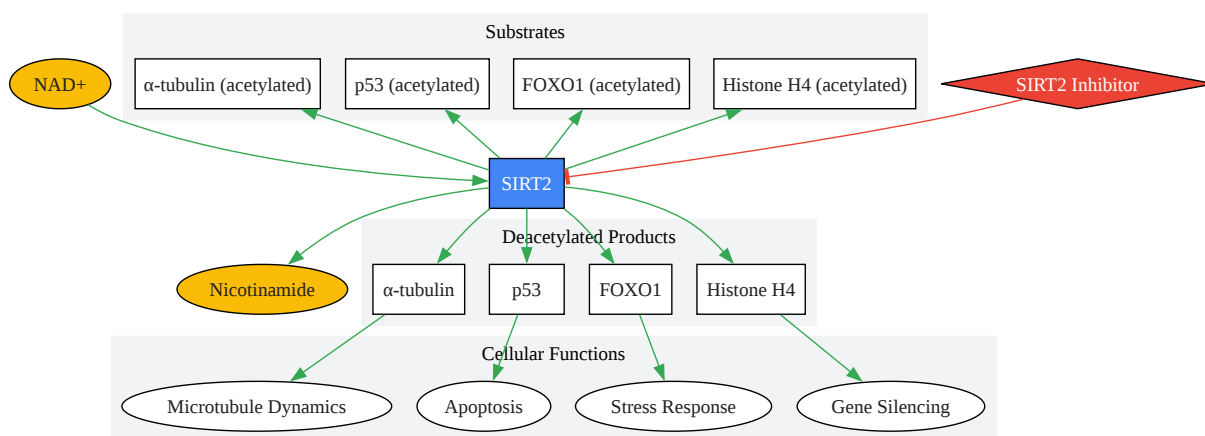 Substrates
NAD+
α-tubulin (acetylated)
p53 (acetylated)
FOXO1 (acetylated)
Histone H4 (acetylated)
SIRT2 Inhibitor
SIRT2
Deacetylated Products
Nicotinamide
α-tubulin
p53
FOXO1
Histone H4
Cellular Functions
Microtubule Dynamics
Apoptosis
Stress Response
Gene Silencing